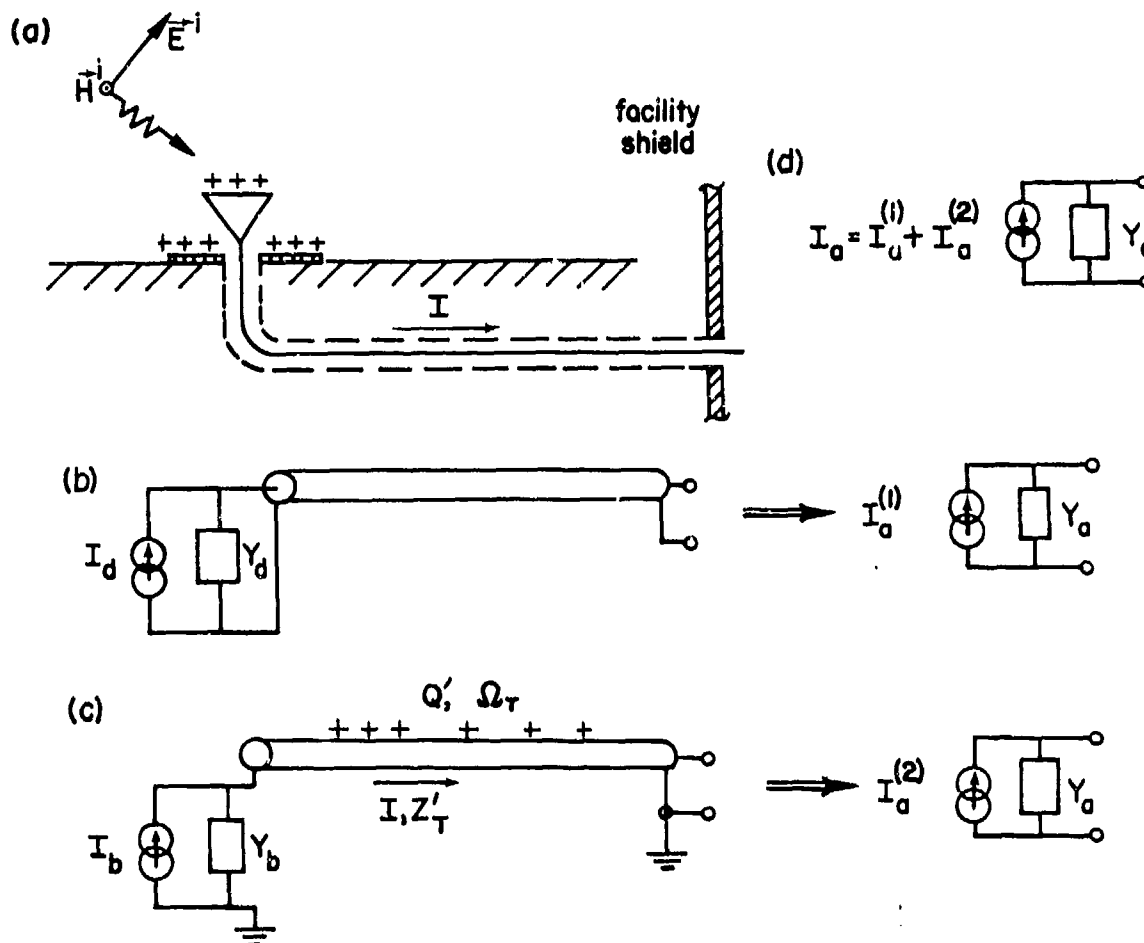 (a)
E⃗ⁱ
H⃗ⁱ
+ + +
+ + + + + +
facility
shield
I
(d)
I_a = I_a^(1) + I_a^(2)
(b)
I_d Y_d
I_a^(1) Y_a
(c)
Q′, Ω_T
+ + + + + +
I, Z′_T
I_b Y_b
I_a^(2) Y_a